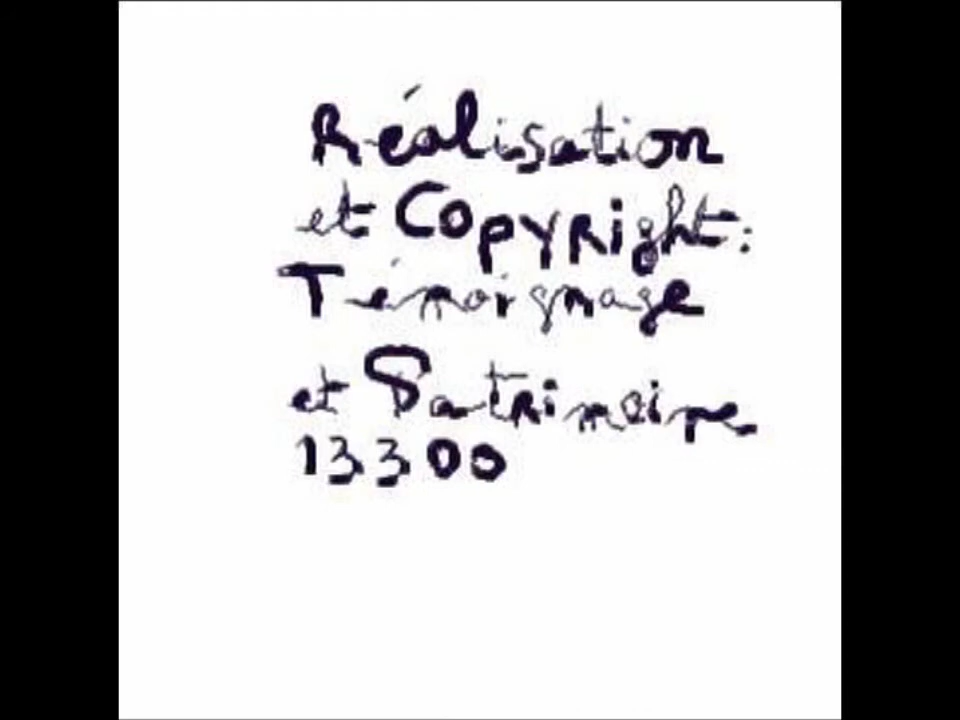 Réalisation
et Copyright:
Témoignage
et Patrimoine
13300